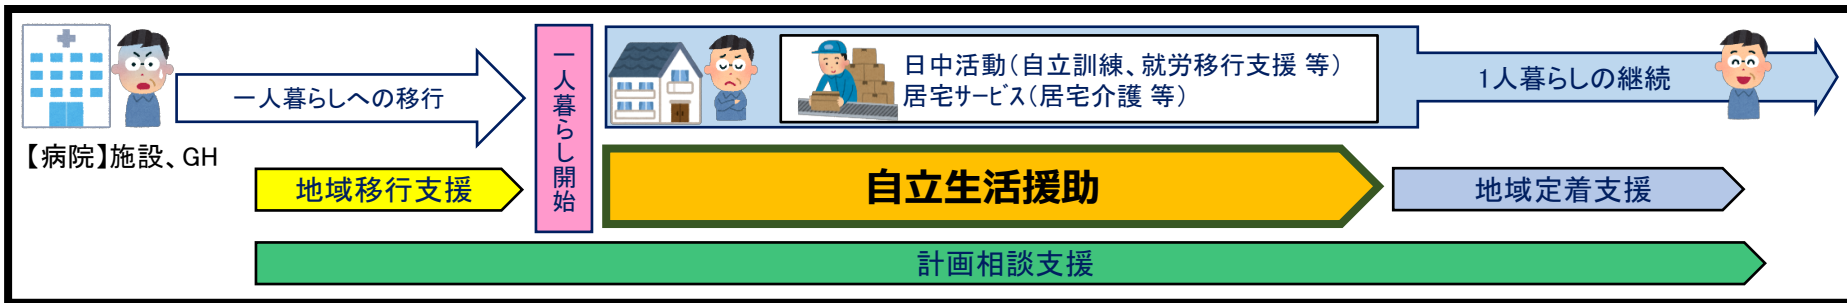 一人暮らしへの移行
【病院】施設、GH
一人暮らし開始
日中活動（自立訓練、就労移行支援 等）
居宅サービス（居宅介護 等）
1人暮らしの継続
地域移行支援
自立生活援助
地域定着支援
計画相談支援